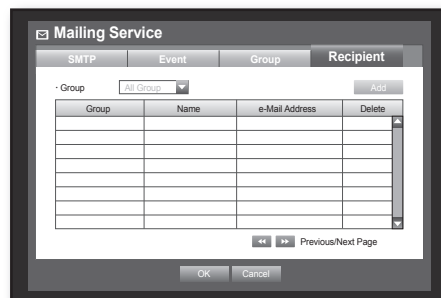 Mailing Service
SMTP Event Group Recipient
· Group All Group Add
Group Name e-Mail Address Delete
Previous/Next Page
OK Cancel